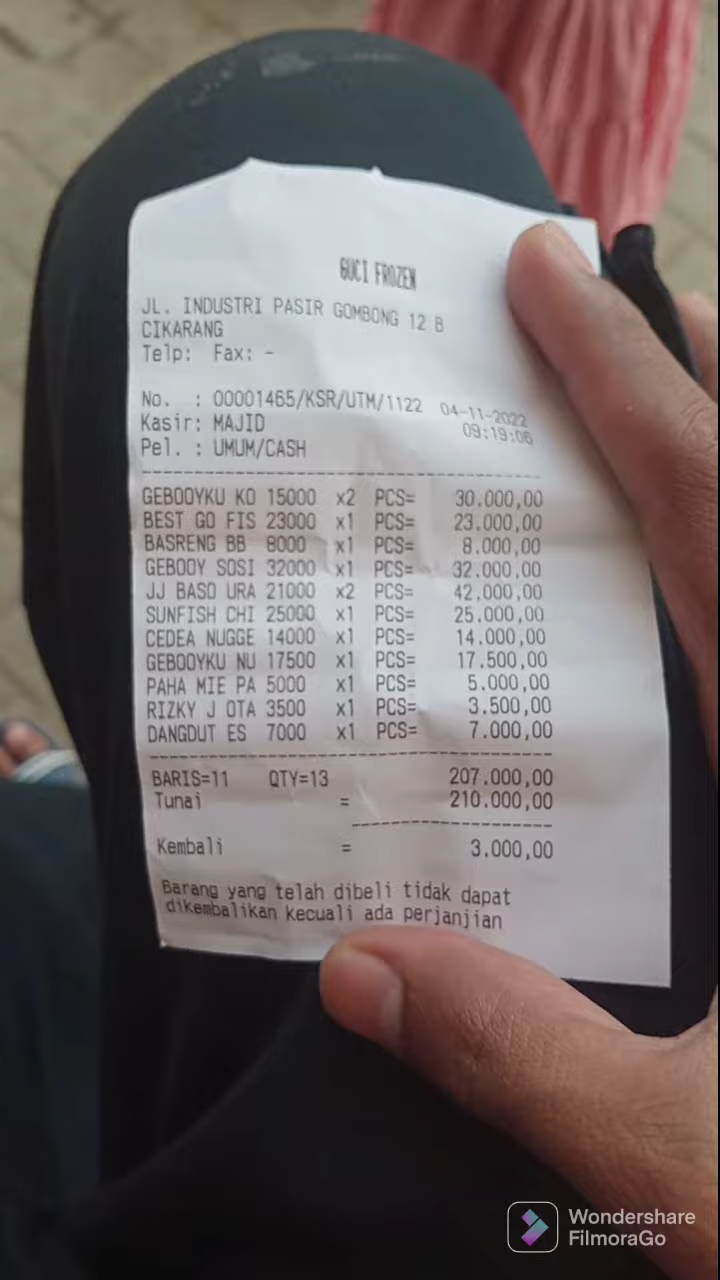 GUCI FROZEN
JL. INDUSTRI PASIR GOMBONG 12 B
CIKARANG
Telp: Fax: -
No. : 00001465/KSR/UTM/1122 04-11-2022
Kasir: MAJID 09:19:06
Pel. : UMUM/CASH
GEBOOYKU KO 15000 x2 PCS= 30.000,00
BEST GO FIS 23000 x1 PCS= 23.000,00
BASRENG BB 8000 x1 PCS= 8.000,00
GEBOOY SOSI 32000 x1 PCS= 32.000,00
JJ BASO URA 21000 x2 PCS= 42.000,00
SUNFISH CHI 25000 x1 PCS= 25.000,00
CEDEA NUGGE 14000 x1 PCS= 14.000,00
GEBOOYKU NU 17500 x1 PCS= 17.500,00
PAHA MIE PA 5000 x1 PCS= 5.000,00
RIZKY J OTA 3500 x1 PCS= 3.500,00
DANGDUT ES 7000 x1 PCS= 7.000,00
BARIS=11 QTY=13 207.000,00
Tunai = 210.000,00
Kembali = 3.000,00
Barang yang telah dibeli tidak dapat
dikembalikan kecuali ada perjanjian
Wondershare
FilmoraGo